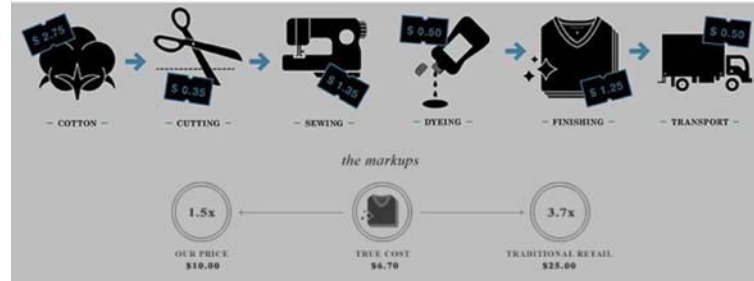 $ 2.75
$ 0.35
$ 1.35
$ 0.50
$ 1.25
$ 0.50
– COTTON –
– CUTTING –
– SEWING –
– DYEING –
– FINISHING –
– TRANSPORT –
the markups
1.5x
3.7x
OUR PRICE
$10.00
TRUE COST
$6.70
TRADITIONAL RETAIL
$25.00